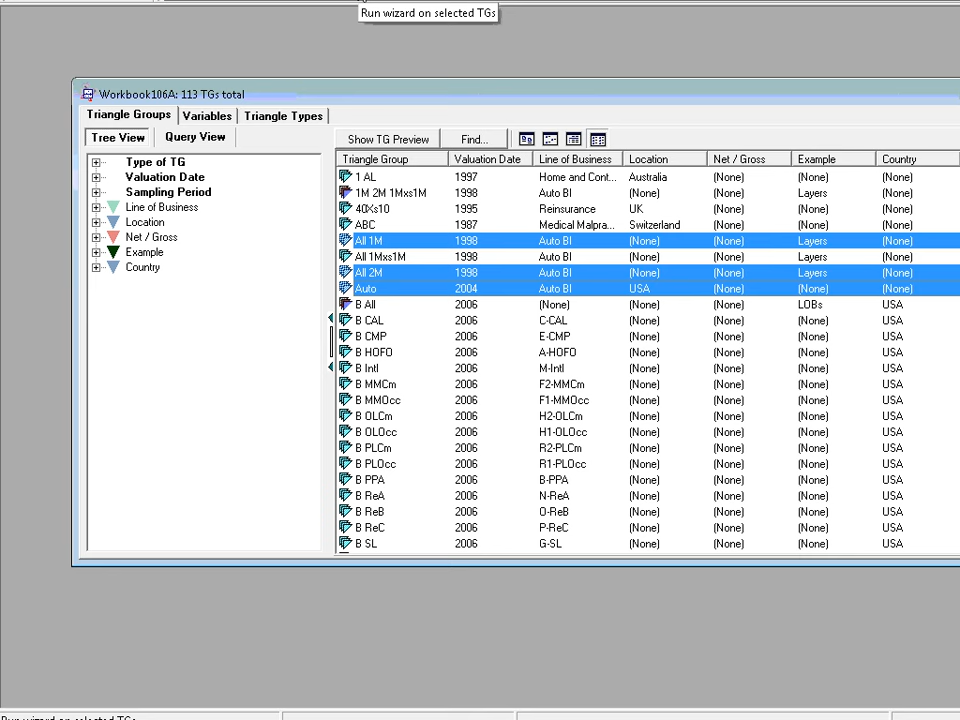 Run wizard on selected TGs
Workbook106A: 113 TGs total
Triangle Groups Variables Triangle Types
Tree View Query View
Show TG Preview Find...
Type of TG
Valuation Date
Sampling Period
Line of Business
Location
Net / Gross
Example
Country
Triangle Group Valuation Date Line of Business Location Net / Gross Example Country
1 AL 1997 Home and Cont... Australia (None) (None) (None)
1M 2M 1Mxs1M 1998 Auto BI (None) (None) Layers (None)
40Xs10 1995 Reinsurance UK (None) (None) (None)
ABC 1987 Medical Malpra... Switzerland (None) (None) (None)
All 1M 1998 Auto BI (None) (None) Layers (None)
All 1Mxs1M 1998 Auto BI (None) (None) Layers (None)
All 2M 1998 Auto BI (None) (None) Layers (None)
Auto 2004 Auto BI USA (None) (None) (None)
B All 2006 (None) (None) (None) LOBs USA
B CAL 2006 C-CAL (None) (None) (None) USA
B CMP 2006 E-CMP (None) (None) (None) USA
B HOFO 2006 A-HOFO (None) (None) (None) USA
B Intl 2006 M-Intl (None) (None) (None) USA
B MMCm 2006 F2-MMCm (None) (None) (None) USA
B MMOcc 2006 F1-MMOcc (None) (None) (None) USA
B OLCm 2006 H2-OLCm (None) (None) (None) USA
B OLOcc 2006 H1-OLOcc (None) (None) (None) USA
B PLCm 2006 R2-PLCm (None) (None) (None) USA
B PLOcc 2006 R1-PLOcc (None) (None) (None) USA
B PPA 2006 B-PPA (None) (None) (None) USA
B ReA 2006 N-ReA (None) (None) (None) USA
B ReB 2006 O-ReB (None) (None) (None) USA
B ReC 2006 P-ReC (None) (None) (None) USA
B SL 2006 G-SL (None) (None) (None) USA
Run wizard on selected TGs